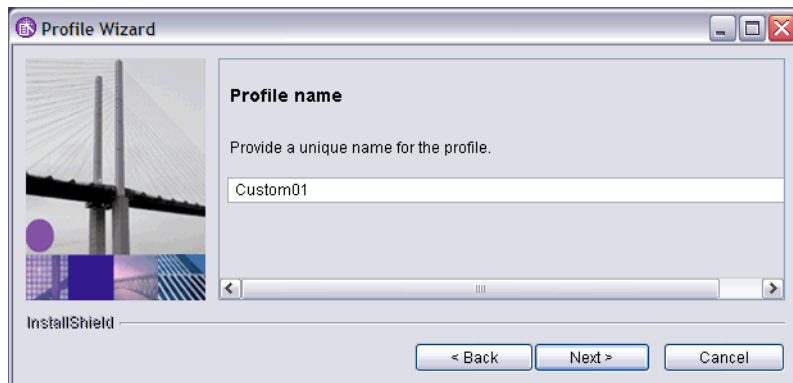 Profile Wizard
Profile name
Provide a unique name for the profile.
Custom01
InstallShield
< Back
Next >
Cancel